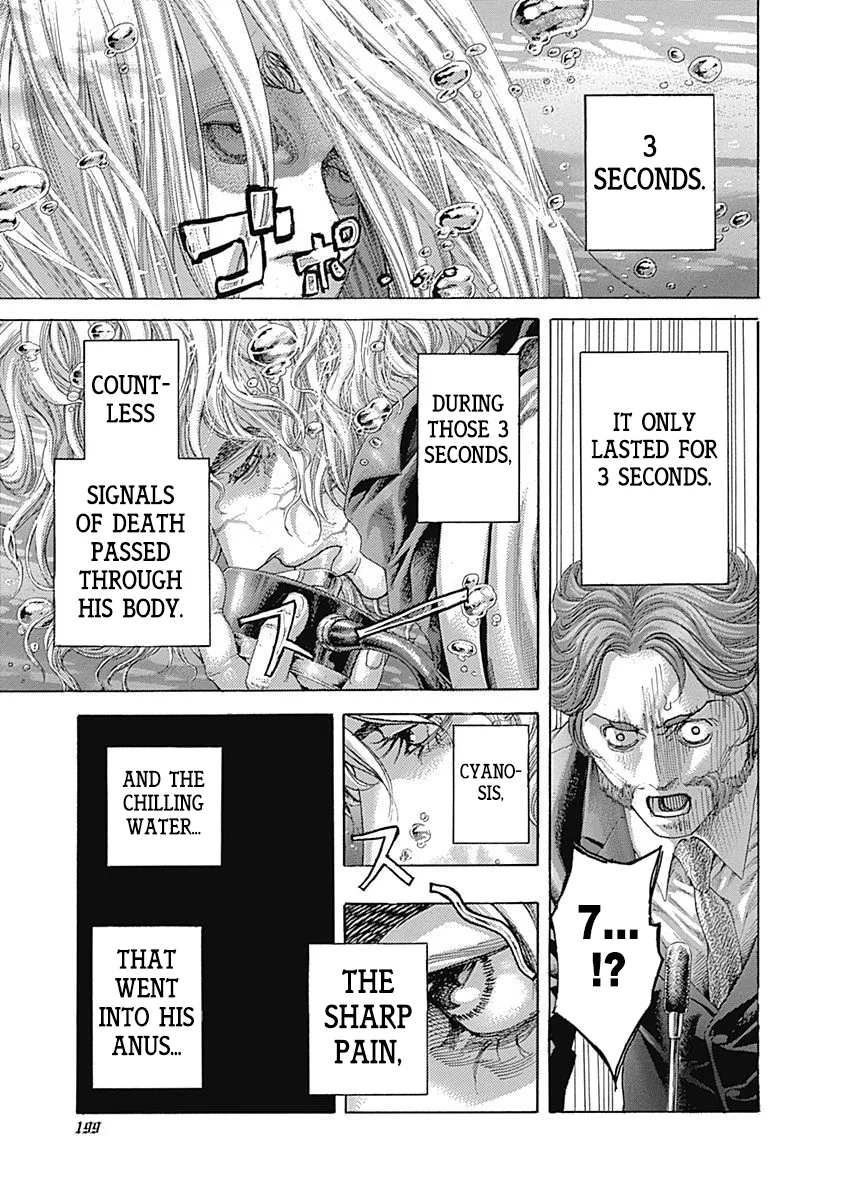 3
SECONDS.
ゴポ
IT ONLY
LASTED FOR
3 SECONDS.
7...
!?
DURING
THOSE 3
SECONDS,
COUNT-
LESS
SIGNALS
OF DEATH
PASSED
THROUGH
HIS BODY.
ス
CYANO-
SIS,
ス
THE
SHARP
PAIN,
AND THE
CHILLING
WATER...
THAT
WENT
INTO HIS
ANUS...
199